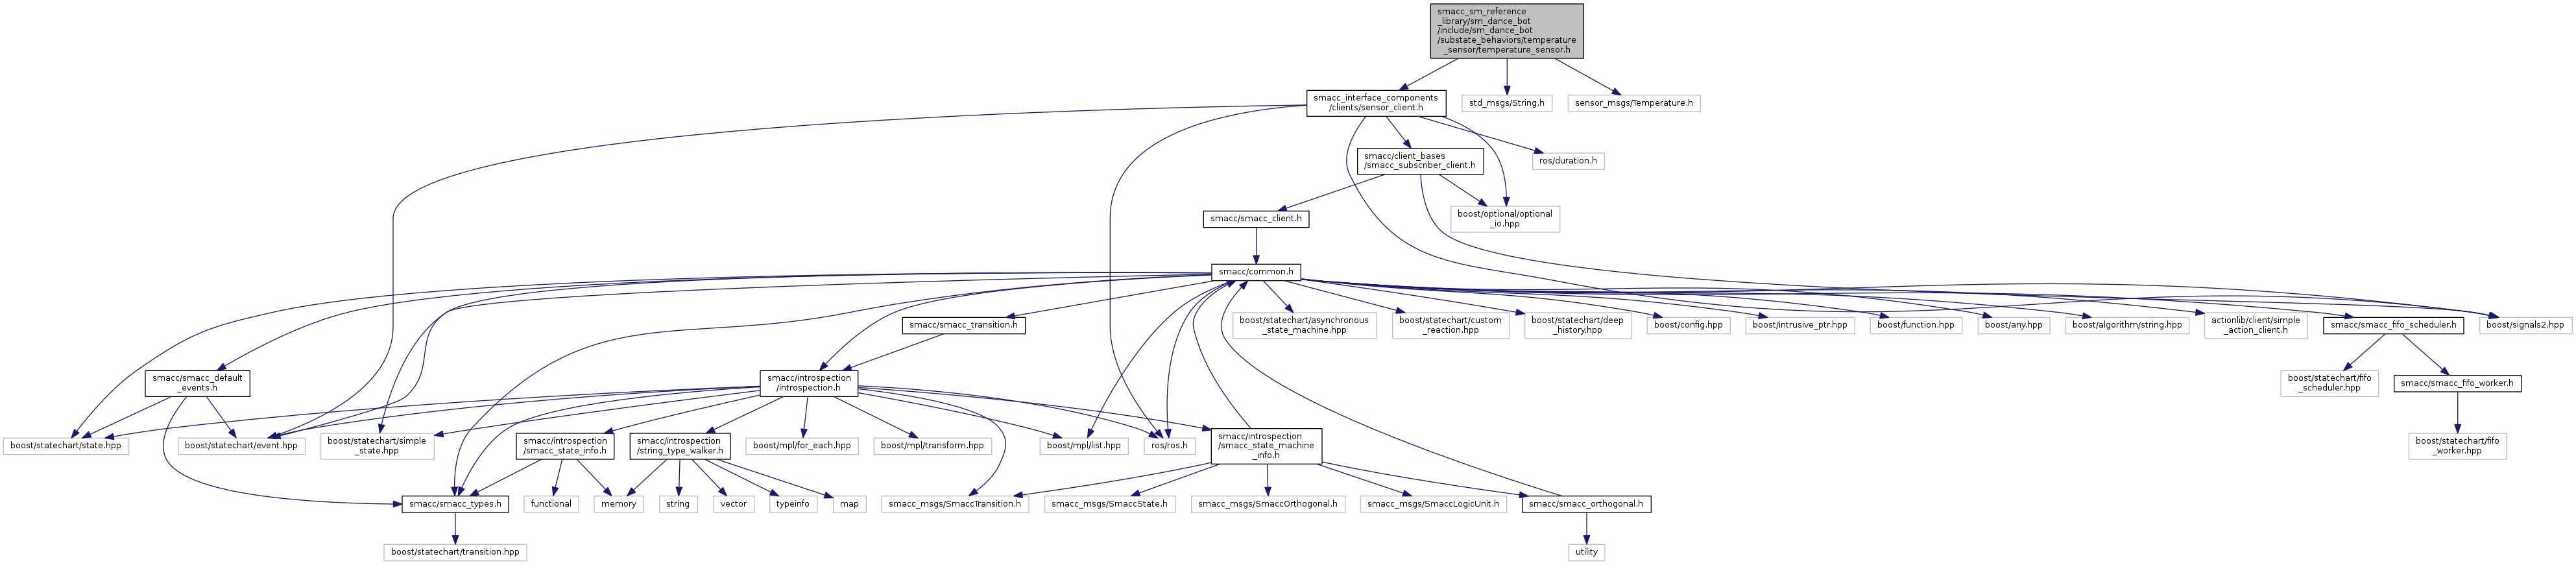 smacc_sm_reference
_library/sm_dance_bot
/include/sm_dance_bot
/substate_behaviors/temperature
_sensor/temperature_sensor.h
smacc_interface_components
/clients/sensor_client.h
std_msgs/String.h
sensor_msgs/Temperature.h
smacc/client_bases
/smacc_subscriber_client.h
ros/duration.h
smacc/smacc_client.h
boost/optional/optional
_io.hpp
smacc/common.h
smacc/smacc_transition.h
boost/statechart/asynchronous
_state_machine.hpp
boost/statechart/custom
_reaction.hpp
boost/statechart/deep
_history.hpp
boost/config.hpp
boost/intrusive_ptr.hpp
boost/function.hpp
boost/any.hpp
boost/algorithm/string.hpp
actionlib/client/simple
_action_client.h
smacc/smacc_fifo_scheduler.h
boost/signals2.hpp
smacc/smacc_default
_events.h
smacc/introspection
/introspection.h
boost/statechart/fifo
_scheduler.hpp
smacc/smacc_fifo_worker.h
boost/statechart/state.hpp
boost/statechart/event.hpp
boost/statechart/simple
_state.hpp
smacc/introspection
/smacc_state_info.h
smacc/introspection
/string_type_walker.h
boost/mpl/for_each.hpp
boost/mpl/transform.hpp
boost/mpl/list.hpp
ros/ros.h
smacc/introspection
/smacc_state_machine
_info.h
boost/statechart/fifo
_worker.hpp
smacc/smacc_types.h
functional
memory
string
vector
typeinfo
map
smacc_msgs/SmaccTransition.h
smacc_msgs/SmaccState.h
smacc_msgs/SmaccOrthogonal.h
smacc_msgs/SmaccLogicUnit.h
smacc/smacc_orthogonal.h
boost/statechart/transition.hpp
utility